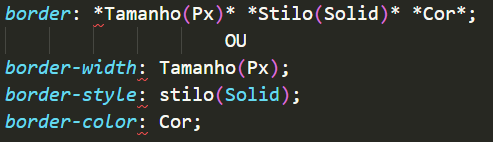 border: *Tamanho(Px)* *Stilo(Solid)* *Cor*;
OU
border-width: Tamanho(Px);
border-style: stilo(Solid);
border-color: Cor;